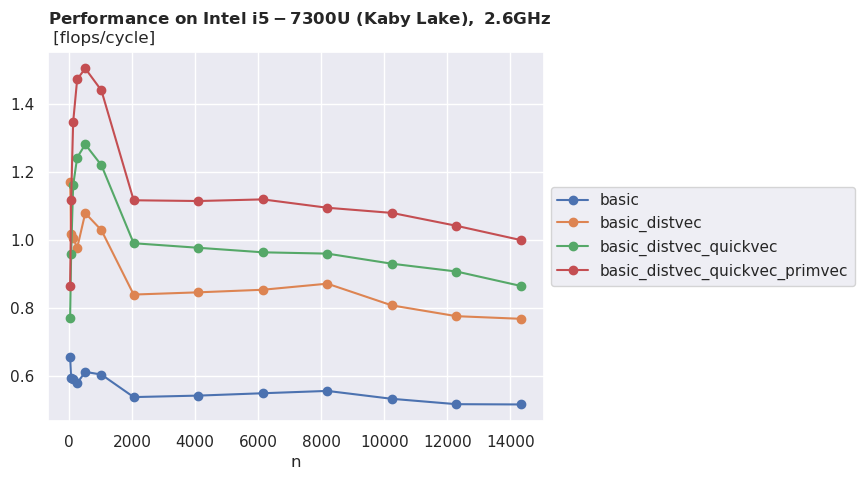 Performance on Intel i5 − 7300U (Kaby Lake), 2.6GHz
[flops/cycle]
1.4
1.2
1.0
0.8
0.6
0 2000 4000 6000 8000 10000 12000 14000
n
basic
basic_distvec
basic_distvec_quickvec
basic_distvec_quickvec_primvec